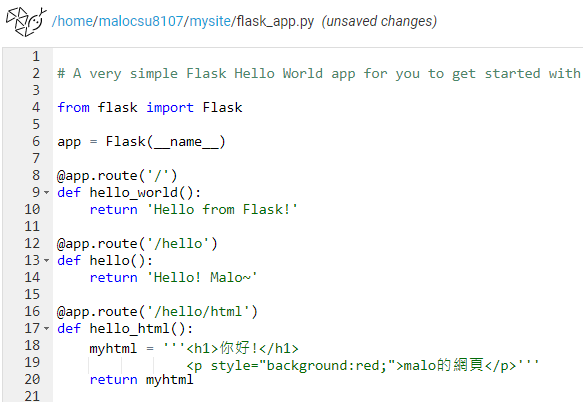 /home/malocsu8107/mysite/flask_app.py (unsaved changes)
1
2 # A very simple Flask Hello World app for you to get started with
3
4 from flask import Flask
5
6 app = Flask(__name__)
7
8 @app.route('/')
9 def hello_world():
10 return 'Hello from Flask!'
11
12 @app.route('/hello')
13 def hello():
14 return 'Hello! Malo~'
15
16 @app.route('/hello/html')
17 def hello_html():
18 myhtml = '''<h1>你好!</h1>
19 <p style="background:red;">malo的網頁</p>'''
20 return myhtml
21